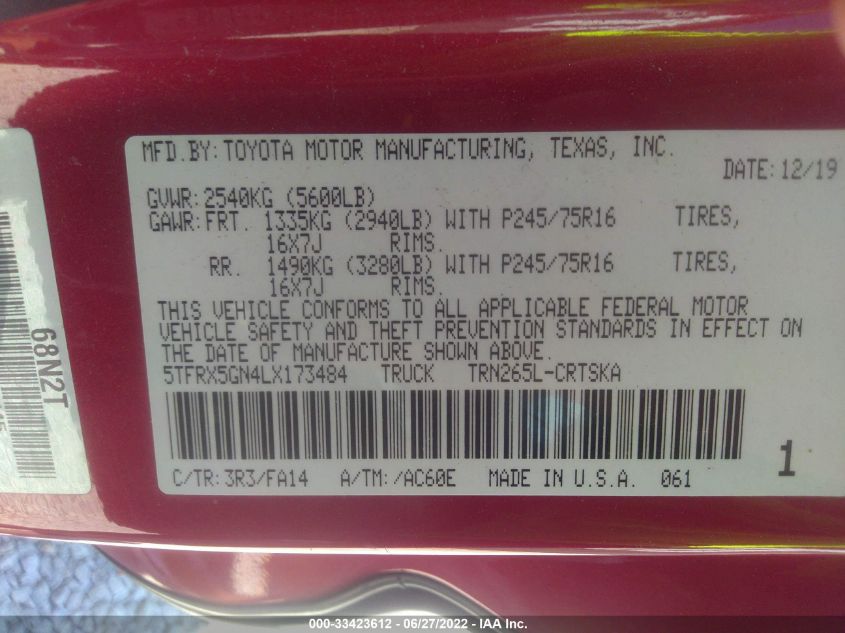 MFD.BY:TOYOTA MOTOR MANUFACTURING, TEXAS, INC.
DATE:12/19
GVWR:2540KG (5600LB)
GAWR:FRT. 1335KG (2940LB) WITH P245/75R16 TIRES,
16X7J RIMS.
RR. 1490KG (3280LB) WITH P245/75R16 TIRES,
16X7J RIMS.
THIS VEHICLE CONFORMS TO ALL APPLICABLE FEDERAL MOTOR
VEHICLE SAFETY AND THEFT PREVENTION STANDARDS IN EFFECT ON
THE DATE OF MANUFACTURE SHOWN ABOVE.
5TFRX5GN4LX173484 TRUCK TRN265L-CRTSKA
C/TR:3R3/FA14 A/TM:/AC60E MADE IN U.S.A. 061
1
68N2T
000-33423612 - 06/27/2022 - IAA Inc.